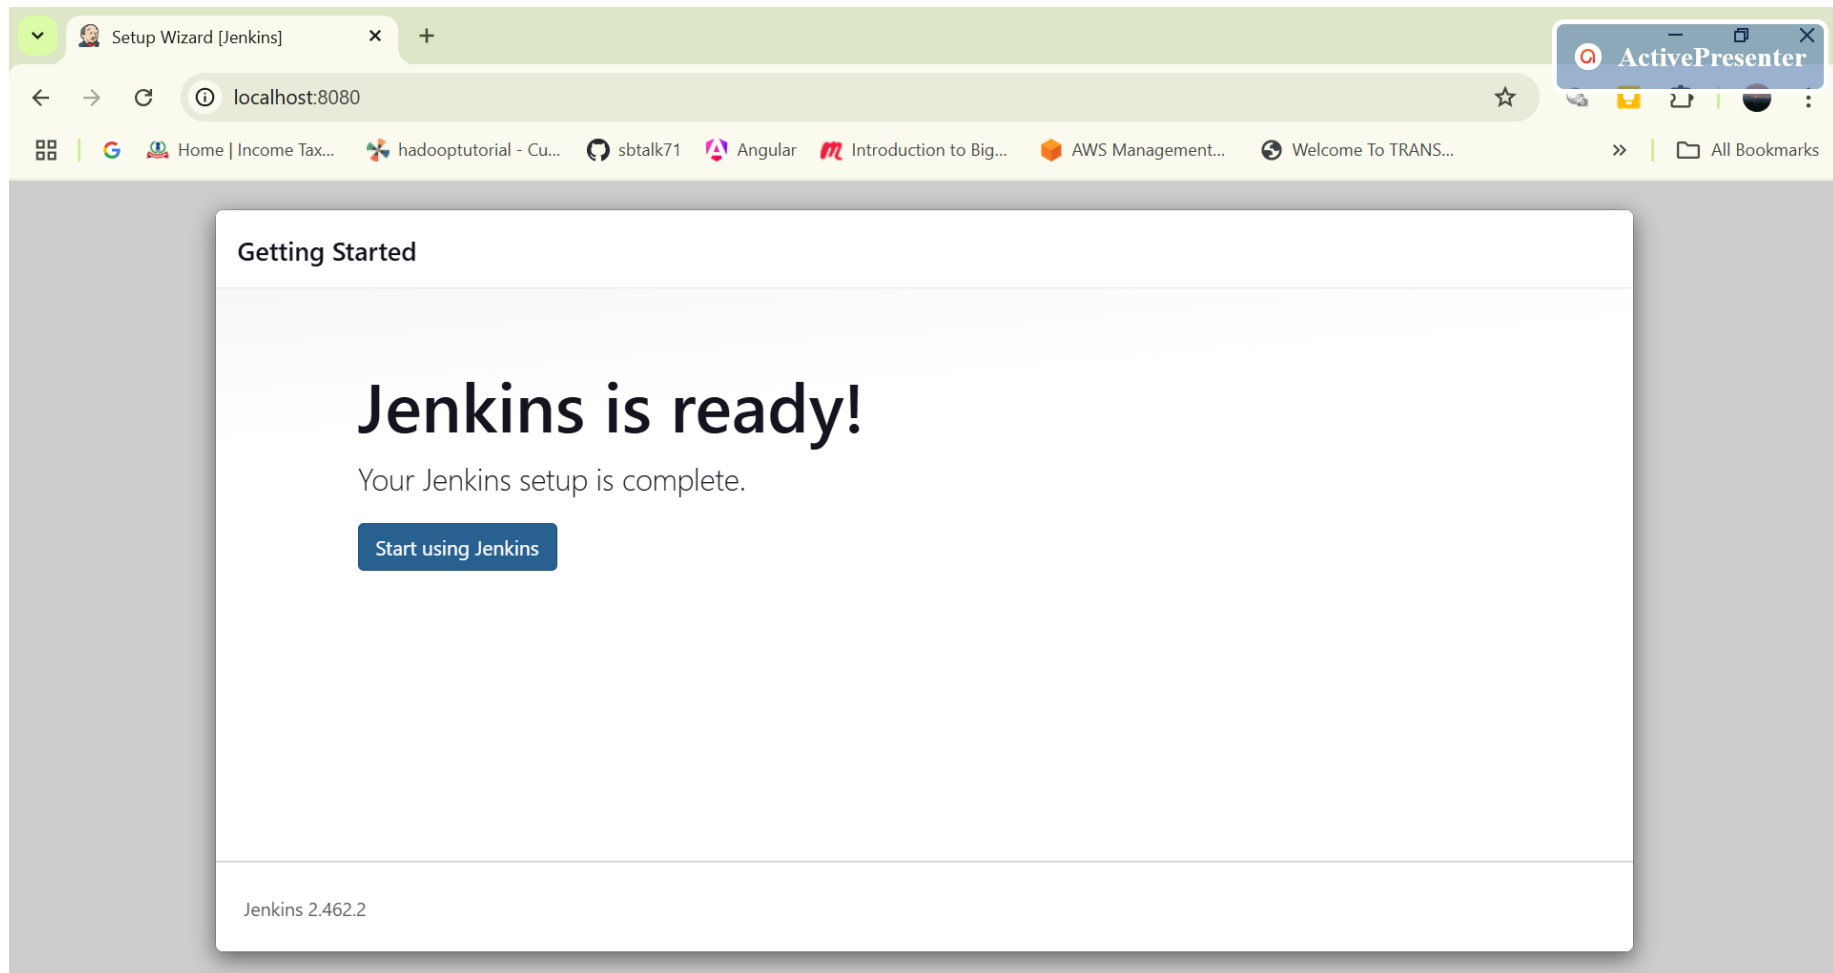 Setup Wizard [Jenkins]
ActivePresenter
localhost:8080
Home | Income Tax...
hadooptutorial - Cu...
sbtalk71
Angular
Introduction to Big...
AWS Management...
Welcome To TRANS...
All Bookmarks
Getting Started
Jenkins is ready!
Your Jenkins setup is complete.
Start using Jenkins
Jenkins 2.462.2